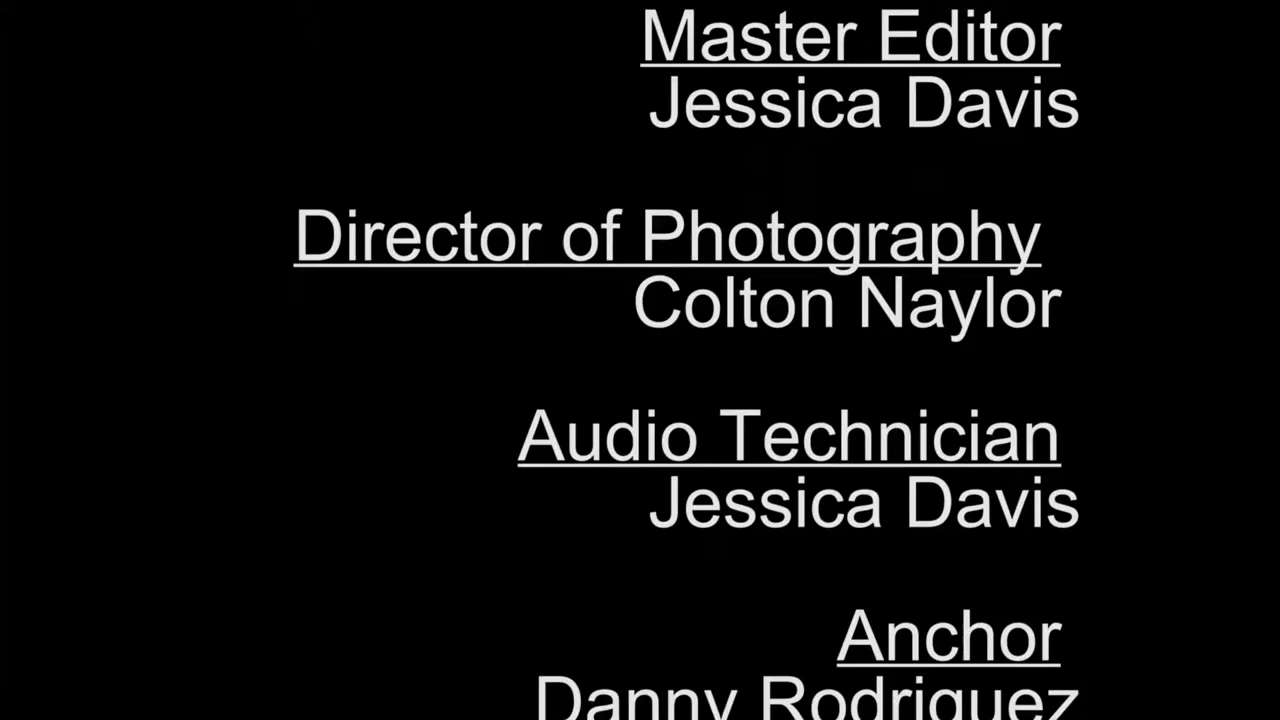 Master Editor
Jessica Davis
Director of Photography
Colton Naylor
Audio Technician
Jessica Davis
Anchor
Danny Rodriguez